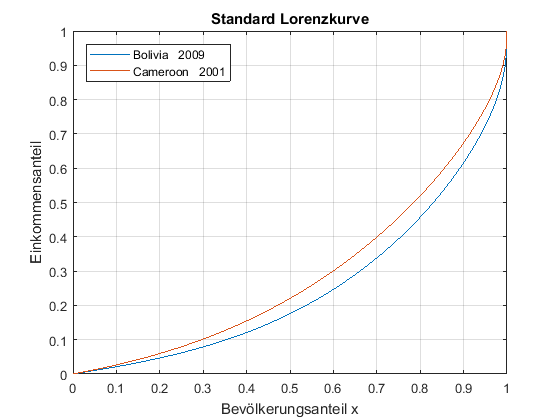 Standard Lorenzkurve
Bolivia 2009
Cameroon 2001
Einkommensanteil
1
0.9
0.8
0.7
0.6
0.5
0.4
0.3
0.2
0.1
0
0 0.1 0.2 0.3 0.4 0.5 0.6 0.7 0.8 0.9 1
Bevölkerungsanteil x